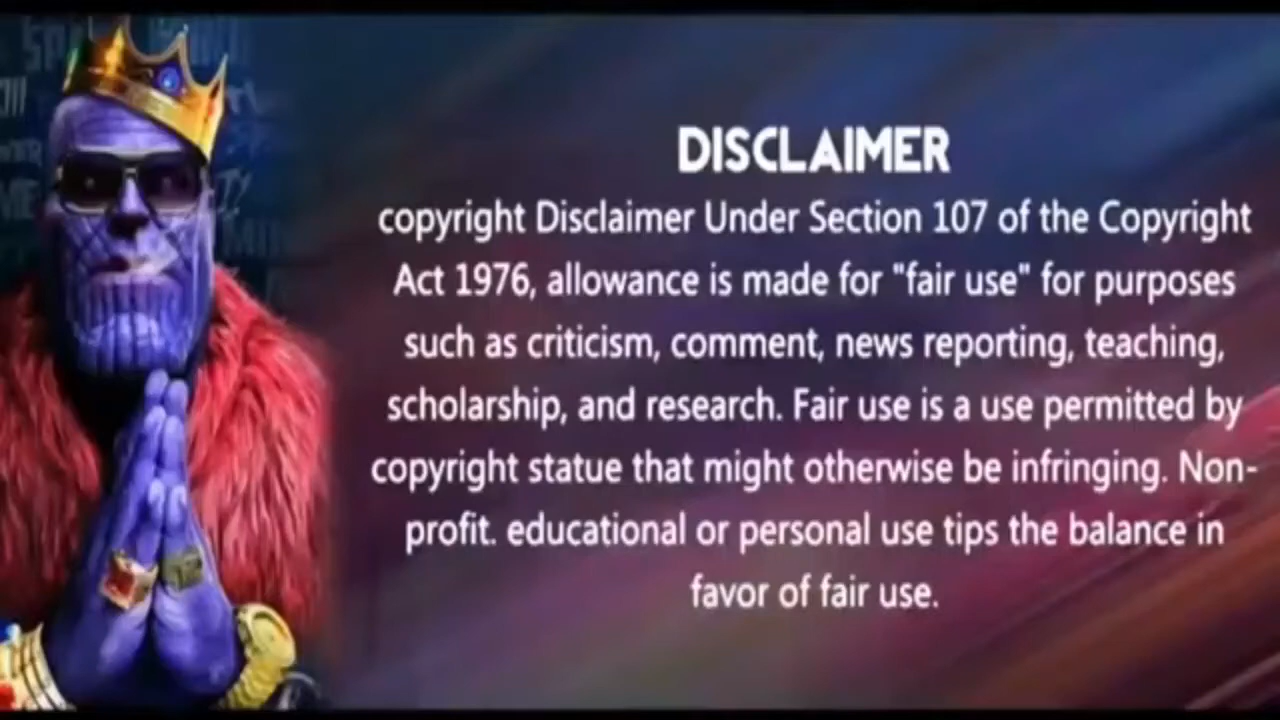 DISCLAIMER
copyright Disclaimer Under Section 107 of the Copyright
Act 1976, allowance is made for "fair use" for purposes
such as criticism, comment, news reporting, teaching,
scholarship, and research. Fair use is a use permitted by
copyright statue that might otherwise be infringing. Non-
profit. educational or personal use tips the balance in
favor of fair use.